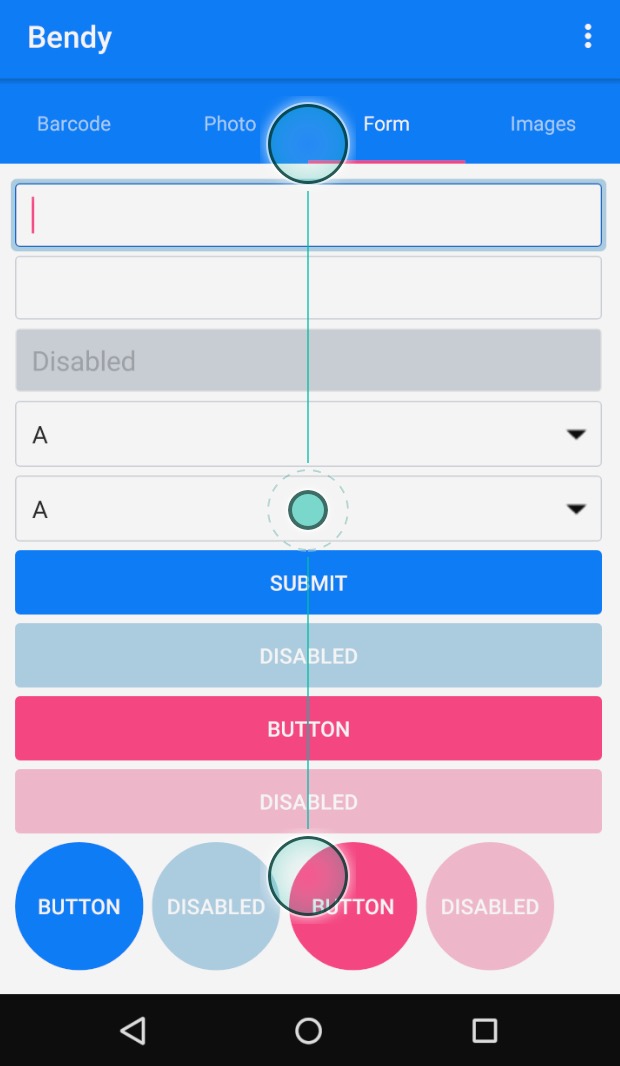 Bendy
Barcode Photo Form Images
Disabled
A
A
SUBMIT
DISABLED
BUTTON
DISABLED
BUTTON DISABLED BUTTON DISABLED